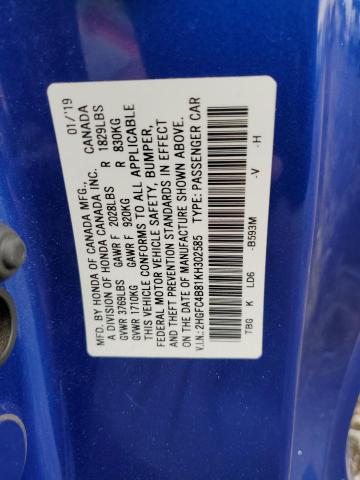 MFD. BY HONDA OF CANADA MFG., 01/'19
A DIVISION OF HONDA CANADA INC. CANADA
GVWR 3769LBS GAWR F 2028LBS R 1829LBS
GVWR 1710KG GAWR F 920KG R 830KG
THIS VEHICLE CONFORMS TO ALL APPLICABLE
FEDERAL MOTOR VEHICLE SAFETY, BUMPER,
AND THEFT PREVENTION STANDARDS IN EFFECT
ON THE DATE OF MANUFACTURE SHOWN ABOVE.
V.I.N.: 2HGFC4B81KH302585 TYPE: PASSENGER CAR
TBG K LD6 -B593M -V -H